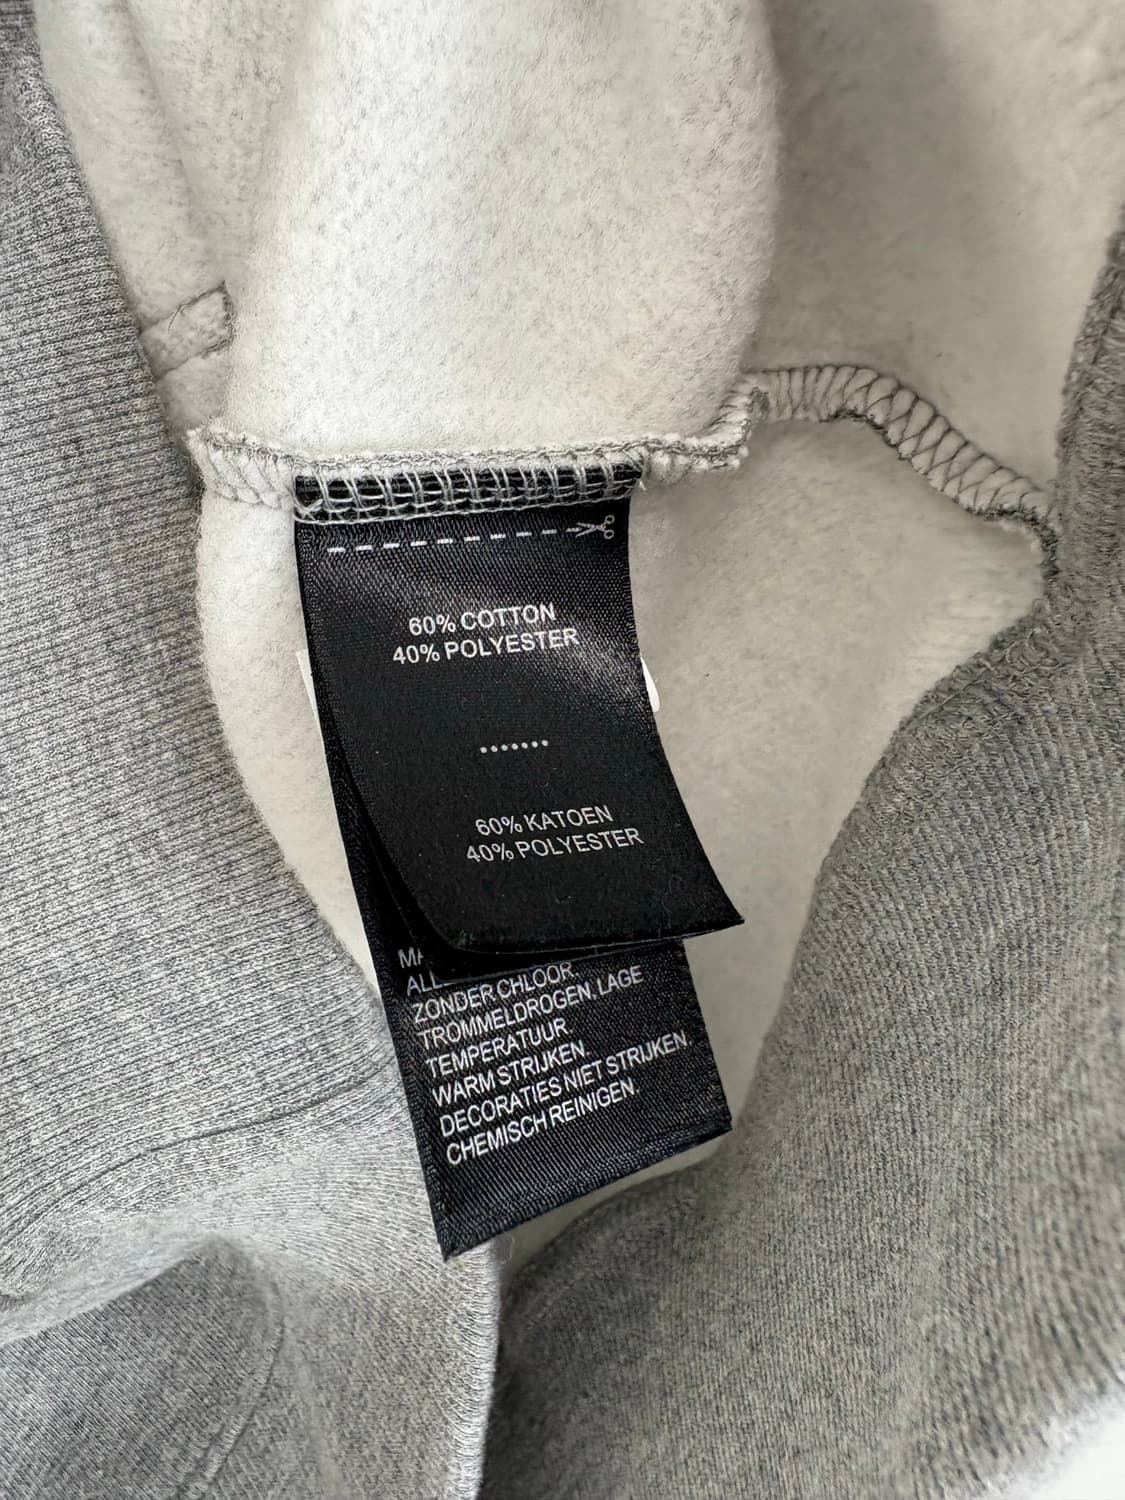 60% COTTON
40% POLYESTER
60% KATOEN
40% POLYESTER
ZONDER CHLOOR.
TROMMELDROGEN, LAGE
TEMPERATUUR
WARM STRIJKEN.
DECORATIES NIET STRIJKEN.
CHEMISCH REINIGEN.